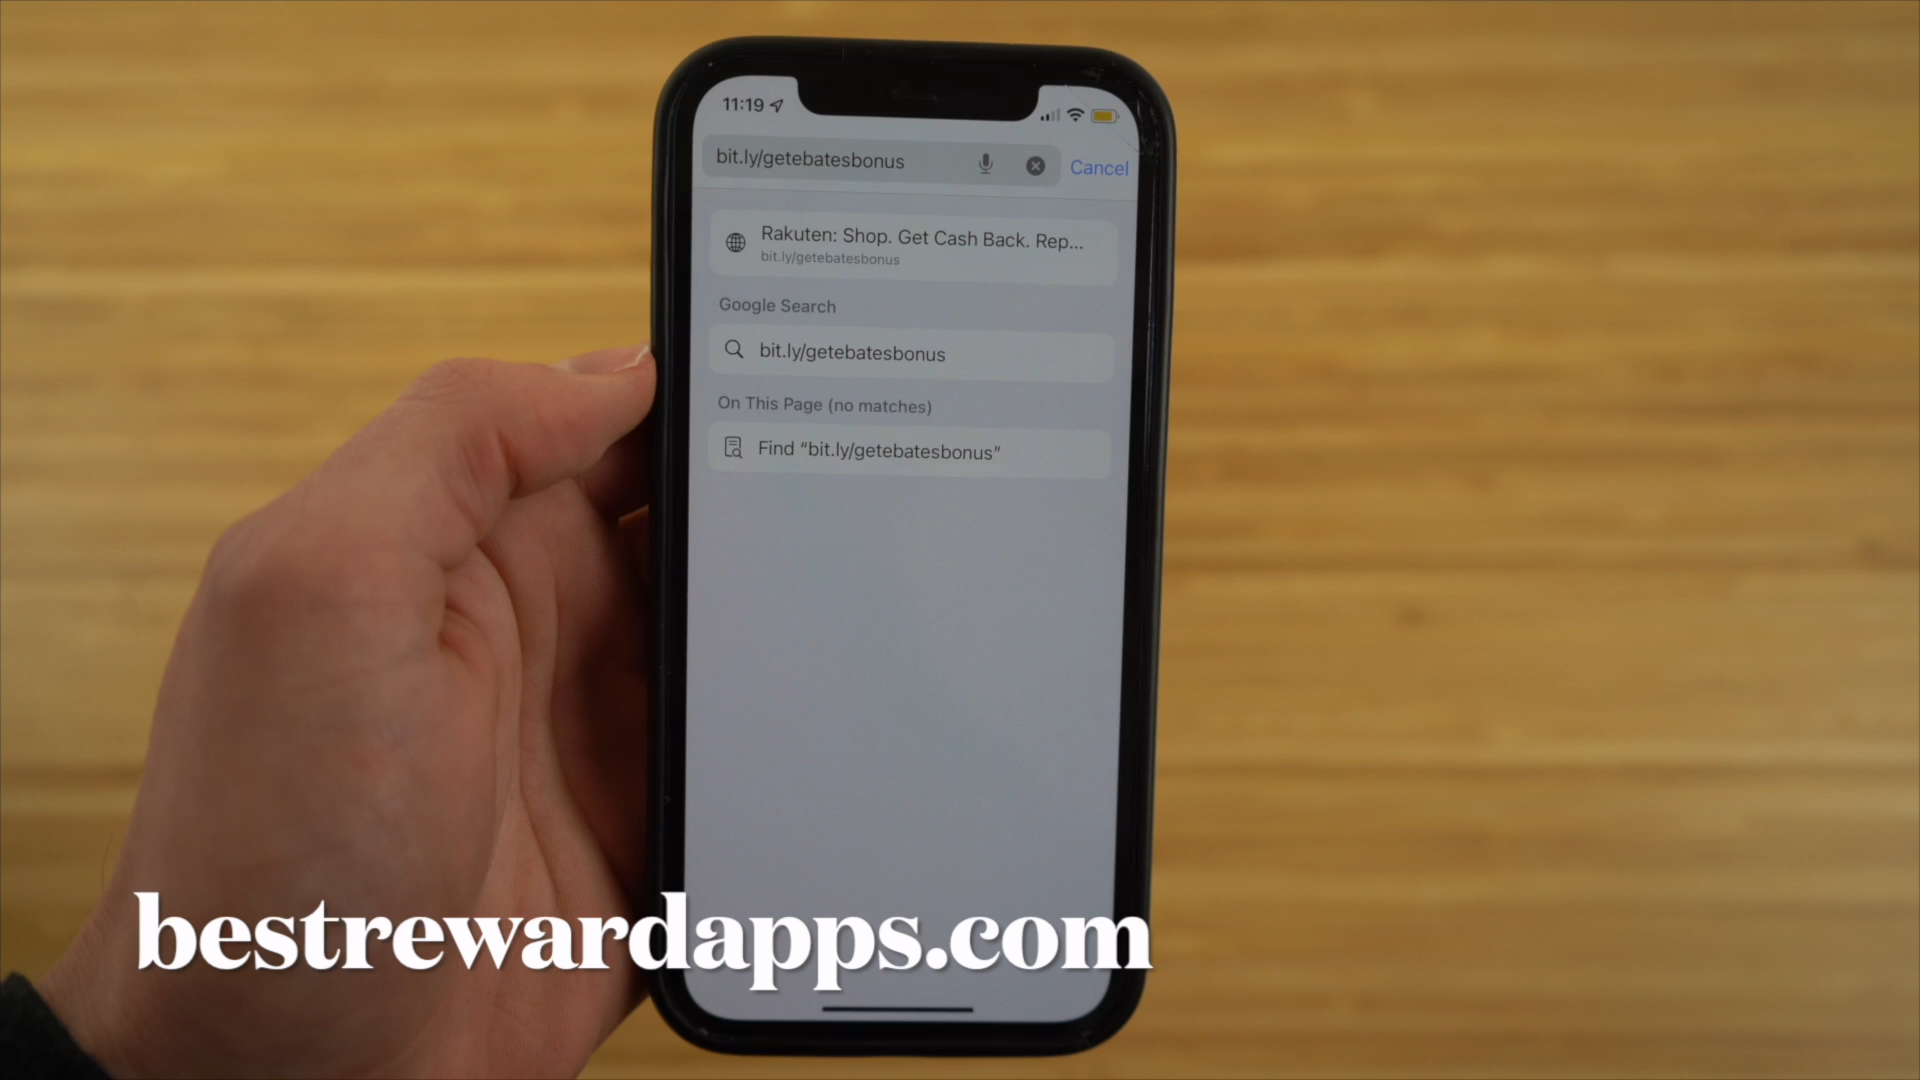 11:19
bit.ly/getebatesbonus
Cancel
Rakuten: Shop. Get Cash Back. Rep...
bit.ly/getebatesbonus
Google Search
bit.ly/getebatesbonus
On This Page (no matches)
Find “bit.ly/getebatesbonus”
bestrewardapps.com